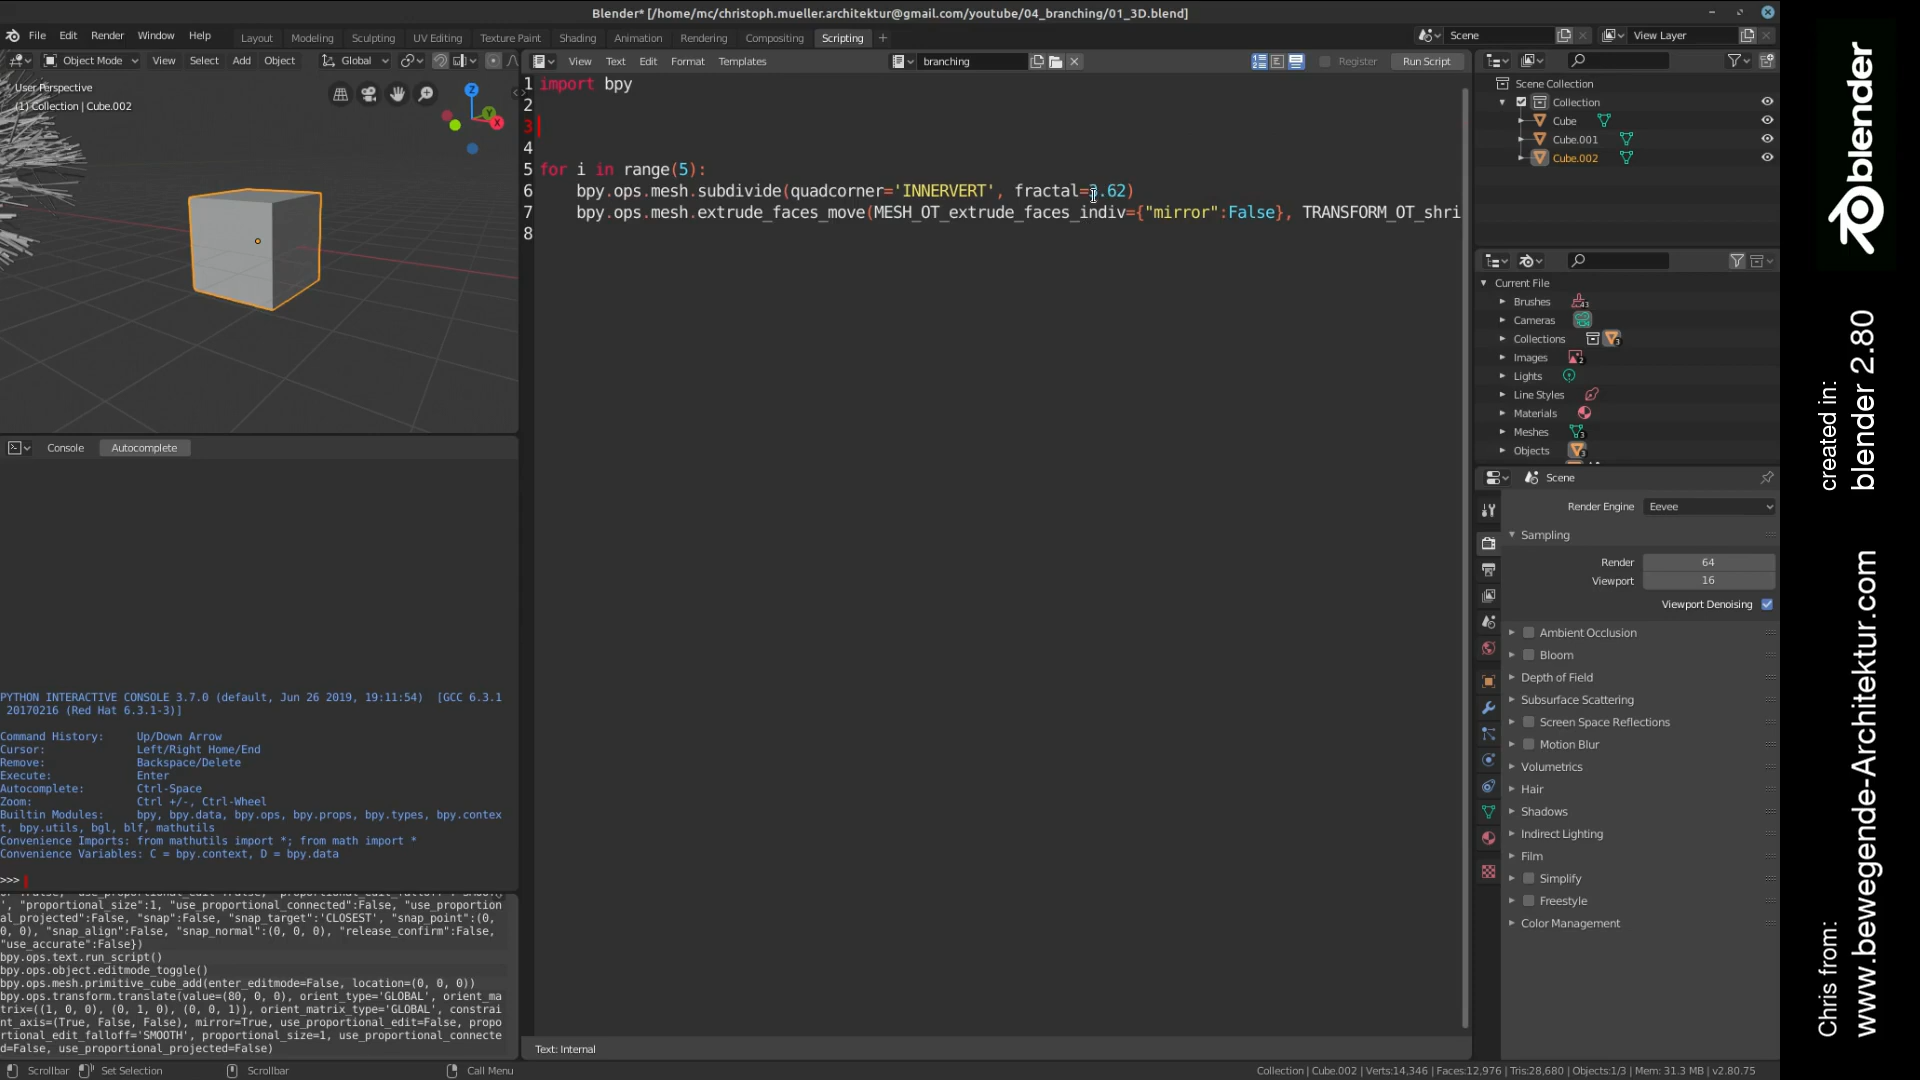 Blender* [/home/mc/christoph.mueller.architektur@gmail.com/youtube/04_branching/01_3D.blend]
File Edit Render Window Help
Layout Modeling Sculpting UV Editing Texture Paint Shading Animation Rendering Compositing Scripting +
Scene
View Layer
Object Mode View Select Add Object Global
View Text Edit Format Templates branching Register Run Script
User Perspective
(1) Collection | Cube.002
Z
Y
X
1 import bpy
2
3
4
5 for i in range(5):
6 bpy.ops.mesh.subdivide(quadcorner='INNERVERT', fractal=3.62)
7 bpy.ops.mesh.extrude_faces_move(MESH_OT_extrude_faces_indiv={"mirror":False}, TRANSFORM_OT_shri
8
Text: Internal
Console Autocomplete
PYTHON INTERACTIVE CONSOLE 3.7.0 (default, Jun 26 2019, 19:11:54) [GCC 6.3.1
20170216 (Red Hat 6.3.1-3)]
Command History: Up/Down Arrow
Cursor: Left/Right Home/End
Remove: Backspace/Delete
Execute: Enter
Autocomplete: Ctrl-Space
Zoom: Ctrl +/-, Ctrl-Wheel
Builtin Modules: bpy, bpy.data, bpy.ops, bpy.props, bpy.types, bpy.contex
t, bpy.utils, bgl, blf, mathutils
Convenience Imports: from mathutils import *; from math import *
Convenience Variables: C = bpy.context, D = bpy.data
>>>
', "proportional_size":1, "use_proportional_connected":False, "use_proportion
al_projected":False, "snap":False, "snap_target":'CLOSEST', "snap_point":(0,
0, 0), "snap_align":False, "snap_normal":(0, 0, 0), "release_confirm":False,
"use_accurate":False})
bpy.ops.text.run_script()
bpy.ops.object.editmode_toggle()
bpy.ops.mesh.primitive_cube_add(enter_editmode=False, location=(0, 0, 0))
bpy.ops.transform.translate(value=(80, 0, 0), orient_type='GLOBAL', orient_ma
trix=((1, 0, 0), (0, 1, 0), (0, 0, 1)), orient_matrix_type='GLOBAL', constrai
nt_axis=(True, False, False), mirror=True, use_proportional_edit=False, propo
rtional_edit_falloff='SMOOTH', proportional_size=1, use_proportional_connecte
d=False, use_proportional_projected=False)
Scene Collection
Collection
Cube
Cube.001
Cube.002
Current File
Brushes 43
Cameras
Collections 3
Images 2
Lights
Line Styles
Materials
Meshes 3
Objects 3
Scene
Render Engine Eevee
Sampling
Render 64
Viewport 16
Viewport Denoising
Ambient Occlusion
Bloom
Depth of Field
Subsurface Scattering
Screen Space Reflections
Motion Blur
Volumetrics
Hair
Shadows
Indirect Lighting
Film
Simplify
Freestyle
Color Management
Scrollbar Set Selection Scrollbar Call Menu
Collection | Cube.002 | Verts:14,346 | Faces:12,976 | Tris:28,680 | Objects:1/3 | Mem: 31.3 MB | v2.80.75
blender
created in:
blender 2.80
Chris from:
www.bewegende-Architektur.com